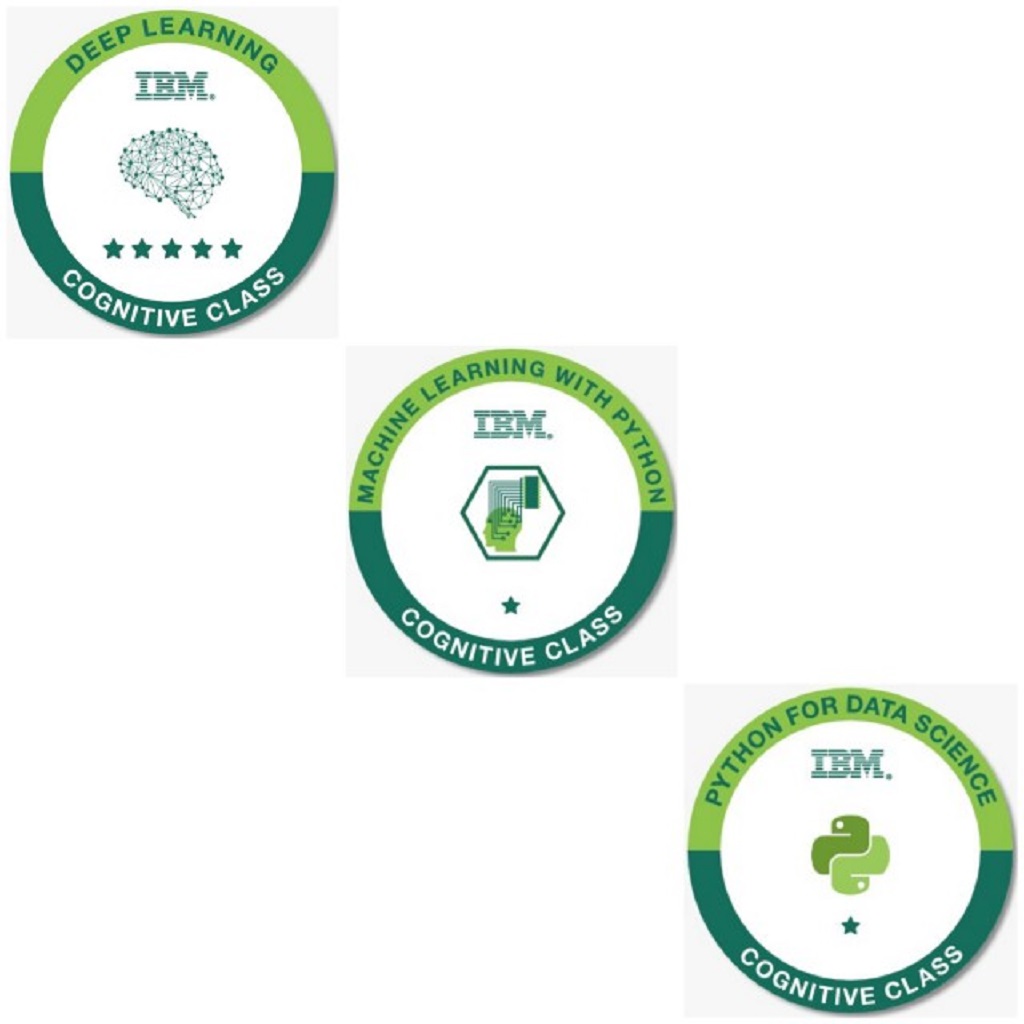 DEEP LEARNING
IBM®
COGNITIVE CLASS
MACHINE LEARNING WITH PYTHON
IBM®
COGNITIVE CLASS
PYTHON FOR DATA SCIENCE
IBM®
COGNITIVE CLASS